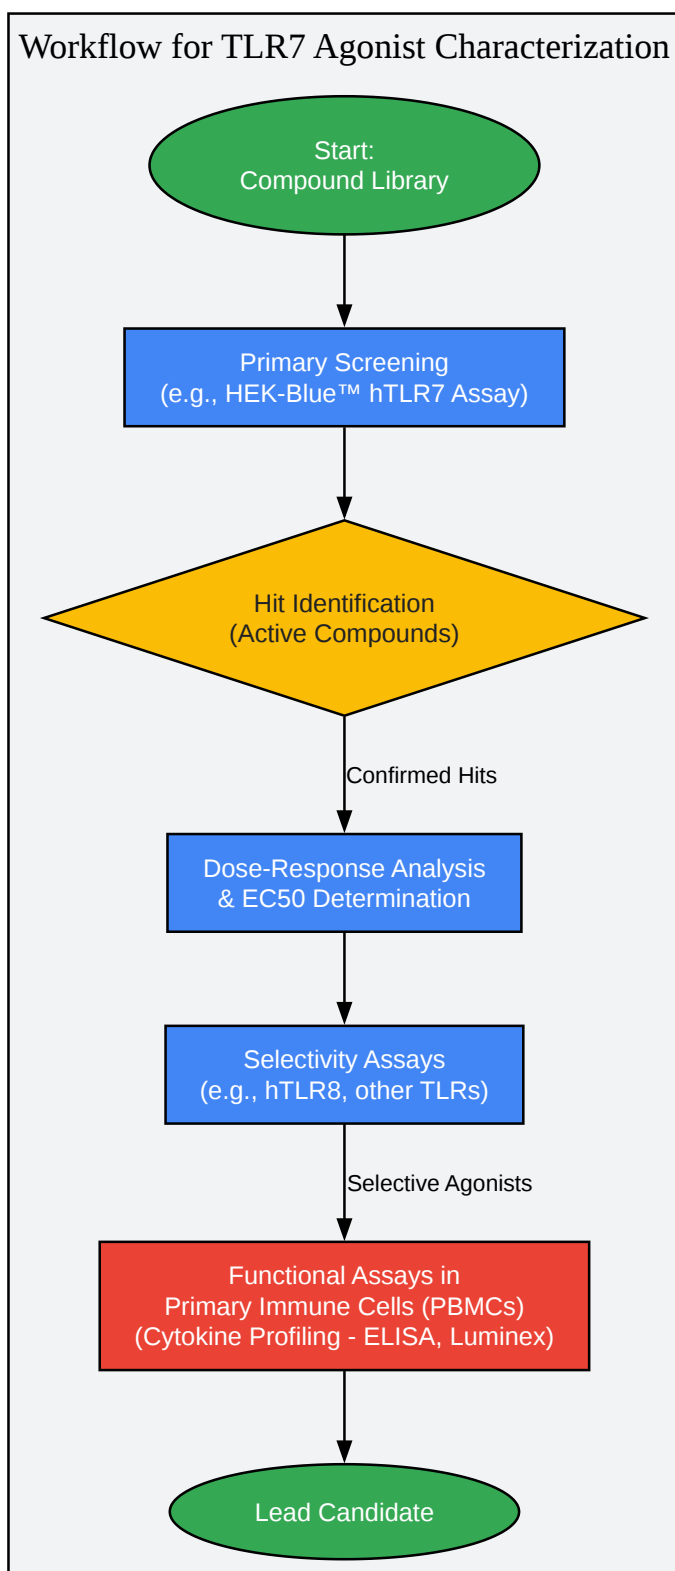 Workflow for TLR7 Agonist Characterization
Start:
Compound Library
Primary Screening
(e.g., HEK-Blue™ hTLR7 Assay)
Hit Identification
(Active Compounds)
Confirmed Hits
Dose-Response Analysis
& EC50 Determination
Selectivity Assays
(e.g., hTLR8, other TLRs)
Selective Agonists
Functional Assays in
Primary Immune Cells (PBMCs)
(Cytokine Profiling - ELISA, Luminex)
Lead Candidate